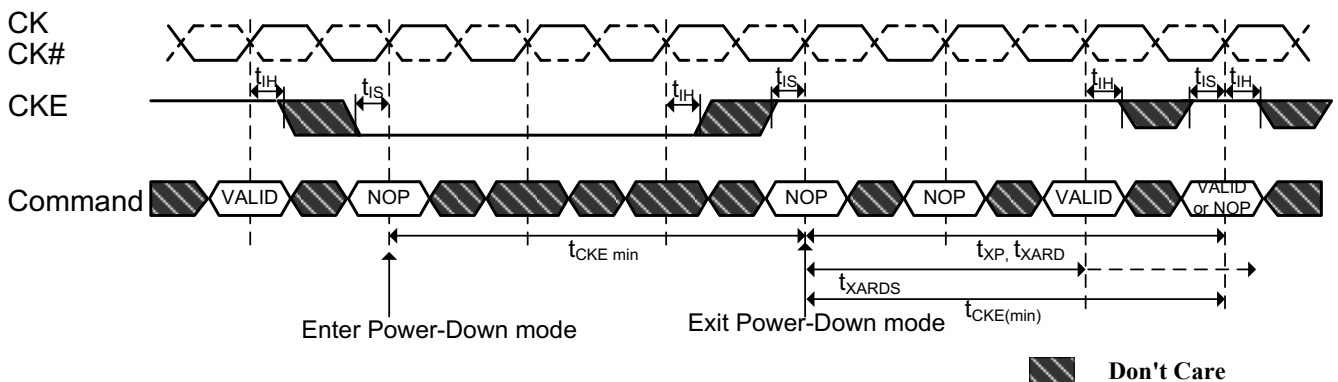 CK
CK#
tIH
tIS
tIH
tIS
tIH
tIS
tIH
CKE
Command
VALID
NOP
NOP
NOP
VALID
VALID
or NOP
tCKE min
tXP, tXARD
tXARDS
tCKE(min)
Enter Power-Down mode
Exit Power-Down mode
Don't Care